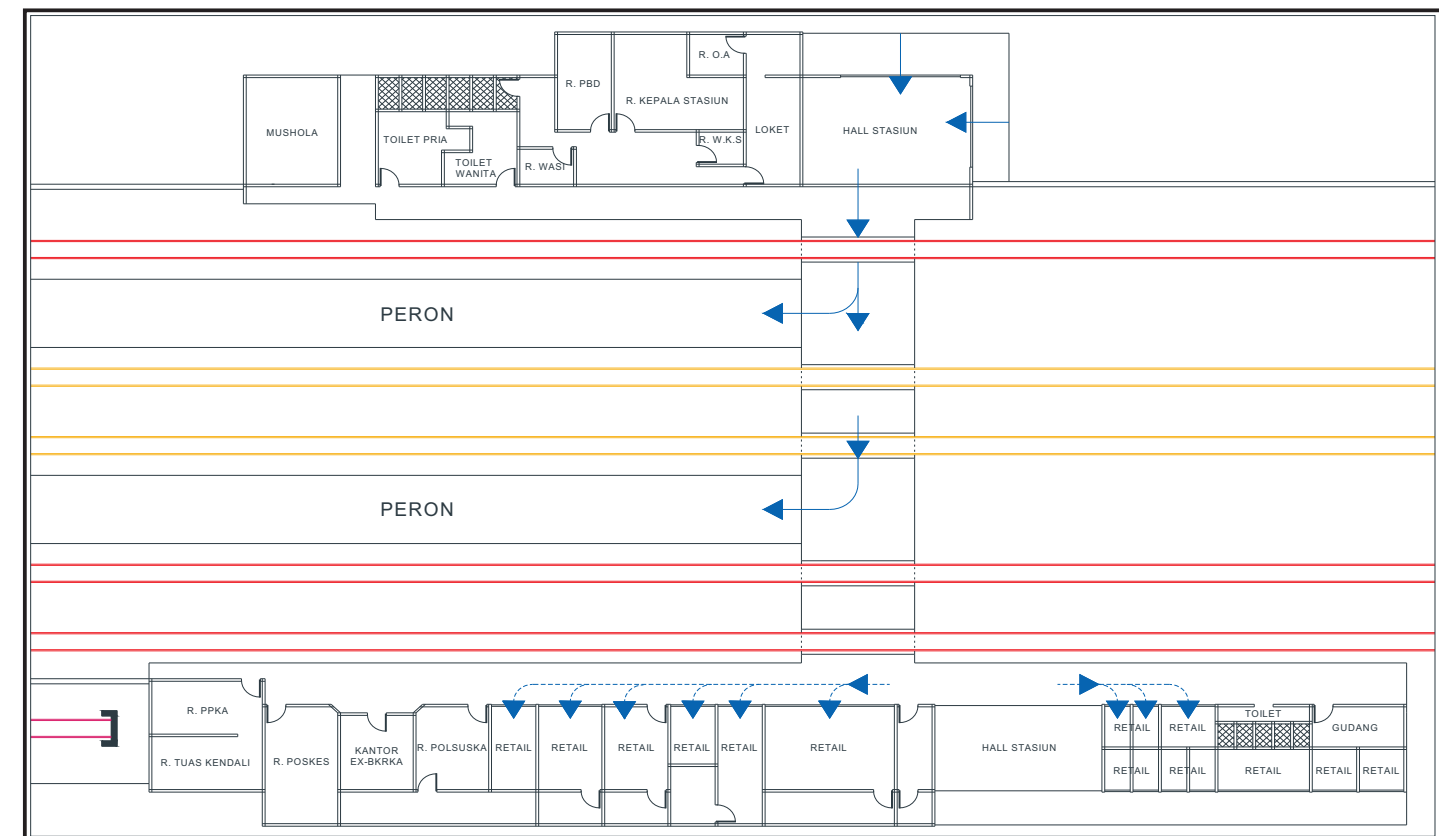 R. O.A
R. PBD
R. KEPALA STASIUN
MUSHOLA
TOILET PRIA
R. W.K.S
LOKET
HALL STASIUN
TOILET
WANITA
R. WASI
PERON
PERON
R. PPKA
R. TUAS KENDALI
R. POSKES
KANTOR
EX-BKRKA
R. POLSUSKA
RETAIL
RETAIL
RETAIL
RETAIL
RETAIL
RETAIL
HALL STASIUN
RETAIL
RETAIL
TOILET
GUDANG
RETAIL
RETAIL
RETAIL
RETAIL
RETAIL